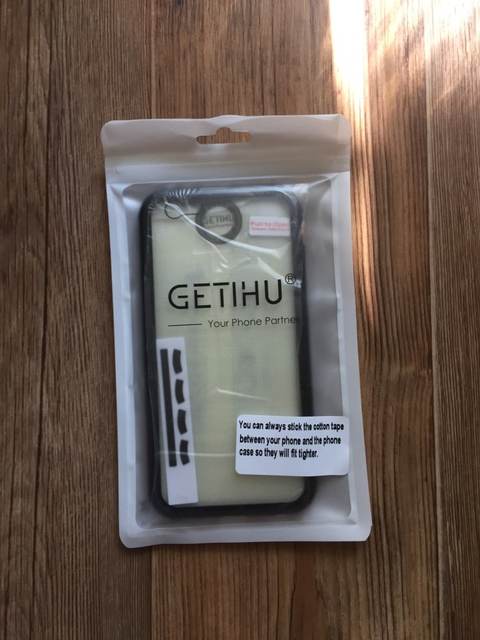 GETIHU
GETIHU®
Your Phone Partner
You can always stick the cotton tape
between your phone and the phone
case so they will fit tighter.